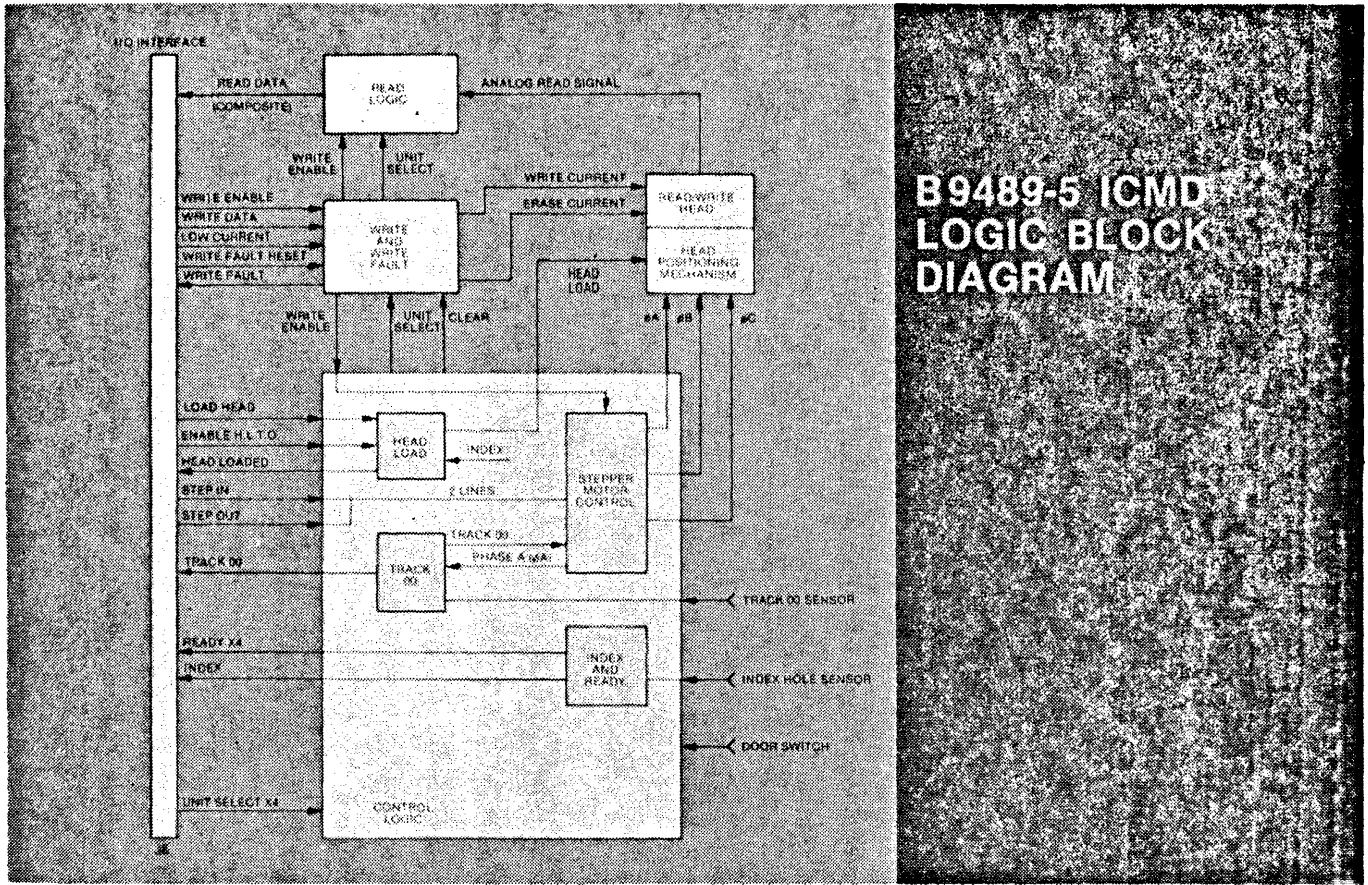 I/O INTERFACE
READ DATA
(COMPOSITE)
READ
LOGIC
ANALOG READ SIGNAL
WRITE
ENABLE
UNIT
SELECT
WRITE ENABLE
WRITE DATA
LOW CURRENT
WRITE FAULT RESET
WRITE FAULT
WRITE
AND
WRITE
FAULT
WRITE CURRENT
ERASE CURRENT
HEAD
LOAD
READ/WRITE
HEAD
HEAD
POSITIONING
MECHANISM
B 9489-5 ICMD
LOGIC BLOCK
DIAGRAM
WRITE
ENABLE
UNIT
SELECT
CLEAR
øA
øB
øC
LOAD HEAD
ENABLE H.L.T.O.
HEAD LOADED
STEP IN
STEP OUT
HEAD
LOAD
INDEX
2 LINES
STEPPER
MOTOR
CONTROL
TRACK 00
TRACK
00
TRACK 00
PHASE A
TRACK 00 SENSOR
READY X4
INDEX
INDEX
AND
READY
INDEX HOLE SENSOR
DOOR SWITCH
UNIT SELECT X4
CONTROL
LOGIC